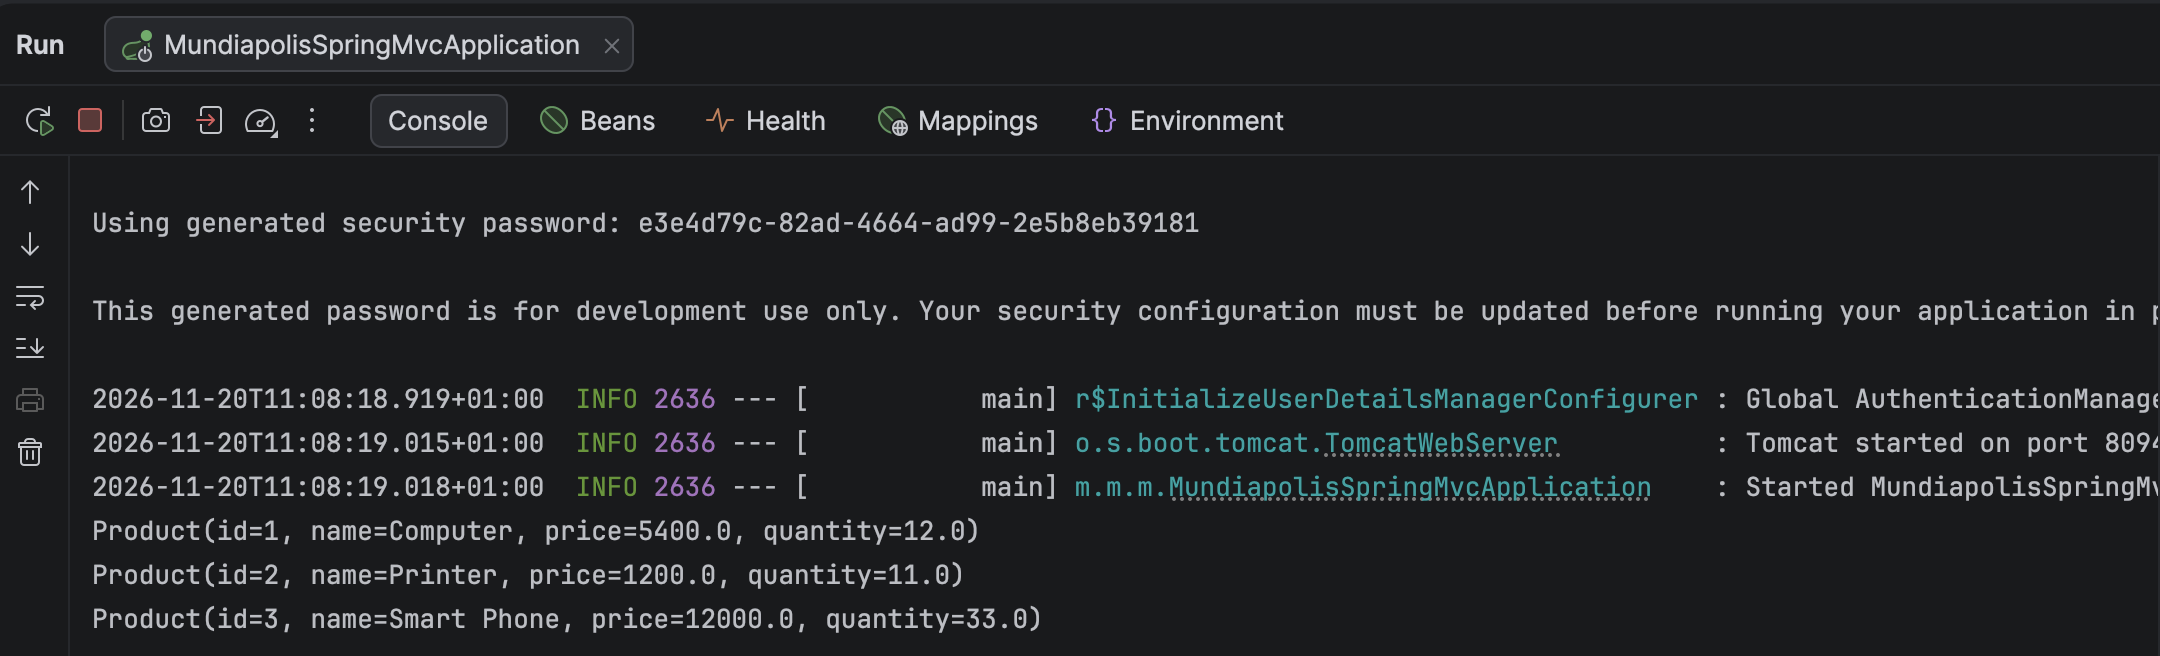 Run MundiapolisSpringMvcApplication
Console Beans Health Mappings Environment
Using generated security password: e3e4d79c-82ad-4664-ad99-2e5b8eb39181
This generated password is for development use only. Your security configuration must be updated before running your application in
2026-11-20T11:08:18.919+01:00  INFO 2636 --- [           main] r$InitializeUserDetailsManagerConfigurer : Global AuthenticationManage
2026-11-20T11:08:19.015+01:00  INFO 2636 --- [           main] o.s.boot.tomcat.TomcatWebServer          : Tomcat started on port 8094
2026-11-20T11:08:19.018+01:00  INFO 2636 --- [           main] m.m.m.MundiapolisSpringMvcApplication    : Started MundiapolisSpringMv
Product(id=1, name=Computer, price=5400.0, quantity=12.0)
Product(id=2, name=Printer, price=1200.0, quantity=11.0)
Product(id=3, name=Smart Phone, price=12000.0, quantity=33.0)